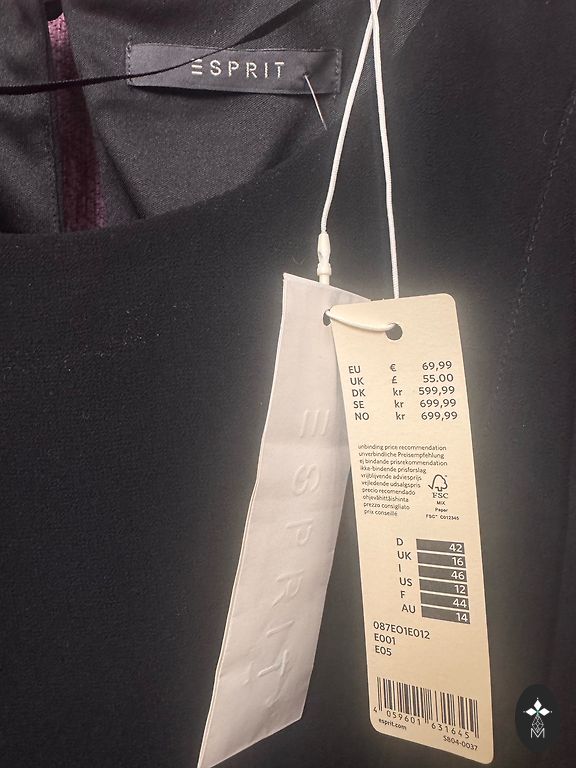 ESPRIT
ESPRIT
EU € 69,99
UK £ 55.00
DK kr 599,99
SE kr 699,99
NO kr 699,99
unbinding price recommendation
unverbindliche Preisempfehlung
ej bindande prisrekommendation
ikke-bindende prisforslag
vrijblijvende adviesprijs
vejledende udsalgspris
precio recomendado
ohjevähittäishinta
prezzo consigliato
prix conseillé
FSC
MIX
Paper
FSC® C012345
D 42
UK 16
I 46
US 12
F 44
AU 14
087EO1E012
E001
E05
4 059601 631645
esprit.com
5804-0037
M